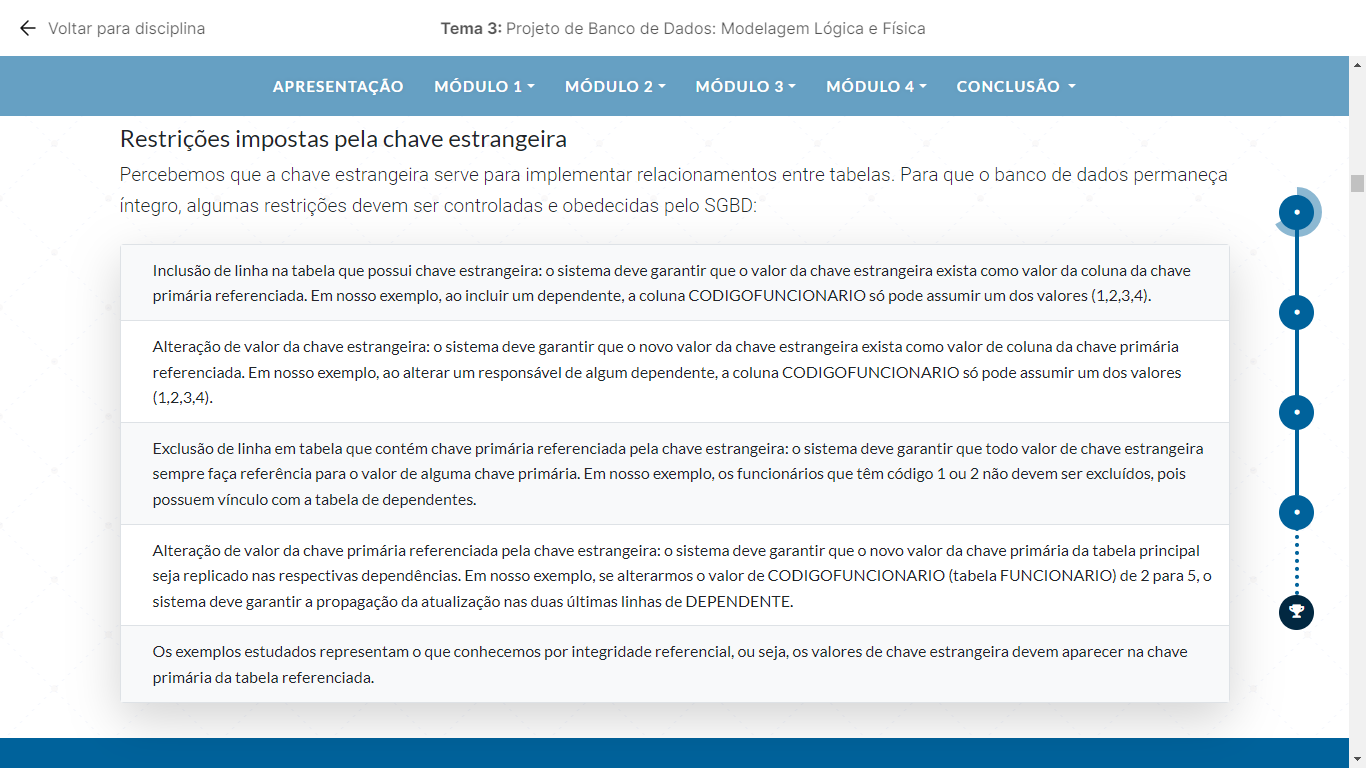 Voltar para disciplina
Tema 3: Projeto de Banco de Dados: Modelagem Lógica e Física
APRESENTAÇÃO MÓDULO 1 MÓDULO 2 MÓDULO 3 MÓDULO 4 CONCLUSÃO
Restrições impostas pela chave estrangeira
Percebemos que a chave estrangeira serve para implementar relacionamentos entre tabelas. Para que o banco de dados permaneça
íntegro, algumas restrições devem ser controladas e obedecidas pelo SGBD:
Inclusão de linha na tabela que possui chave estrangeira: o sistema deve garantir que o valor da chave estrangeira exista como valor da coluna da chave
primária referenciada. Em nosso exemplo, ao incluir um dependente, a coluna CODIGOFUNCIONARIO só pode assumir um dos valores (1,2,3,4).
Alteração de valor da chave estrangeira: o sistema deve garantir que o novo valor da chave estrangeira exista como valor de coluna da chave primária
referenciada. Em nosso exemplo, ao alterar um responsável de algum dependente, a coluna CODIGOFUNCIONARIO só pode assumir um dos valores
(1,2,3,4).
Exclusão de linha em tabela que contém chave primária referenciada pela chave estrangeira: o sistema deve garantir que todo valor de chave estrangeira
sempre faça referência para o valor de alguma chave primária. Em nosso exemplo, os funcionários que têm código 1 ou 2 não devem ser excluídos, pois
possuem vínculo com a tabela de dependentes.
Alteração de valor da chave primária referenciada pela chave estrangeira: o sistema deve garantir que o novo valor da chave primária da tabela principal
seja replicado nas respectivas dependências. Em nosso exemplo, se alterarmos o valor de CODIGOFUNCIONARIO (tabela FUNCIONARIO) de 2 para 5, o
sistema deve garantir a propagação da atualização nas duas últimas linhas de DEPENDENTE.
Os exemplos estudados representam o que conhecemos por integridade referencial, ou seja, os valores de chave estrangeira devem aparecer na chave
primária da tabela referenciada.